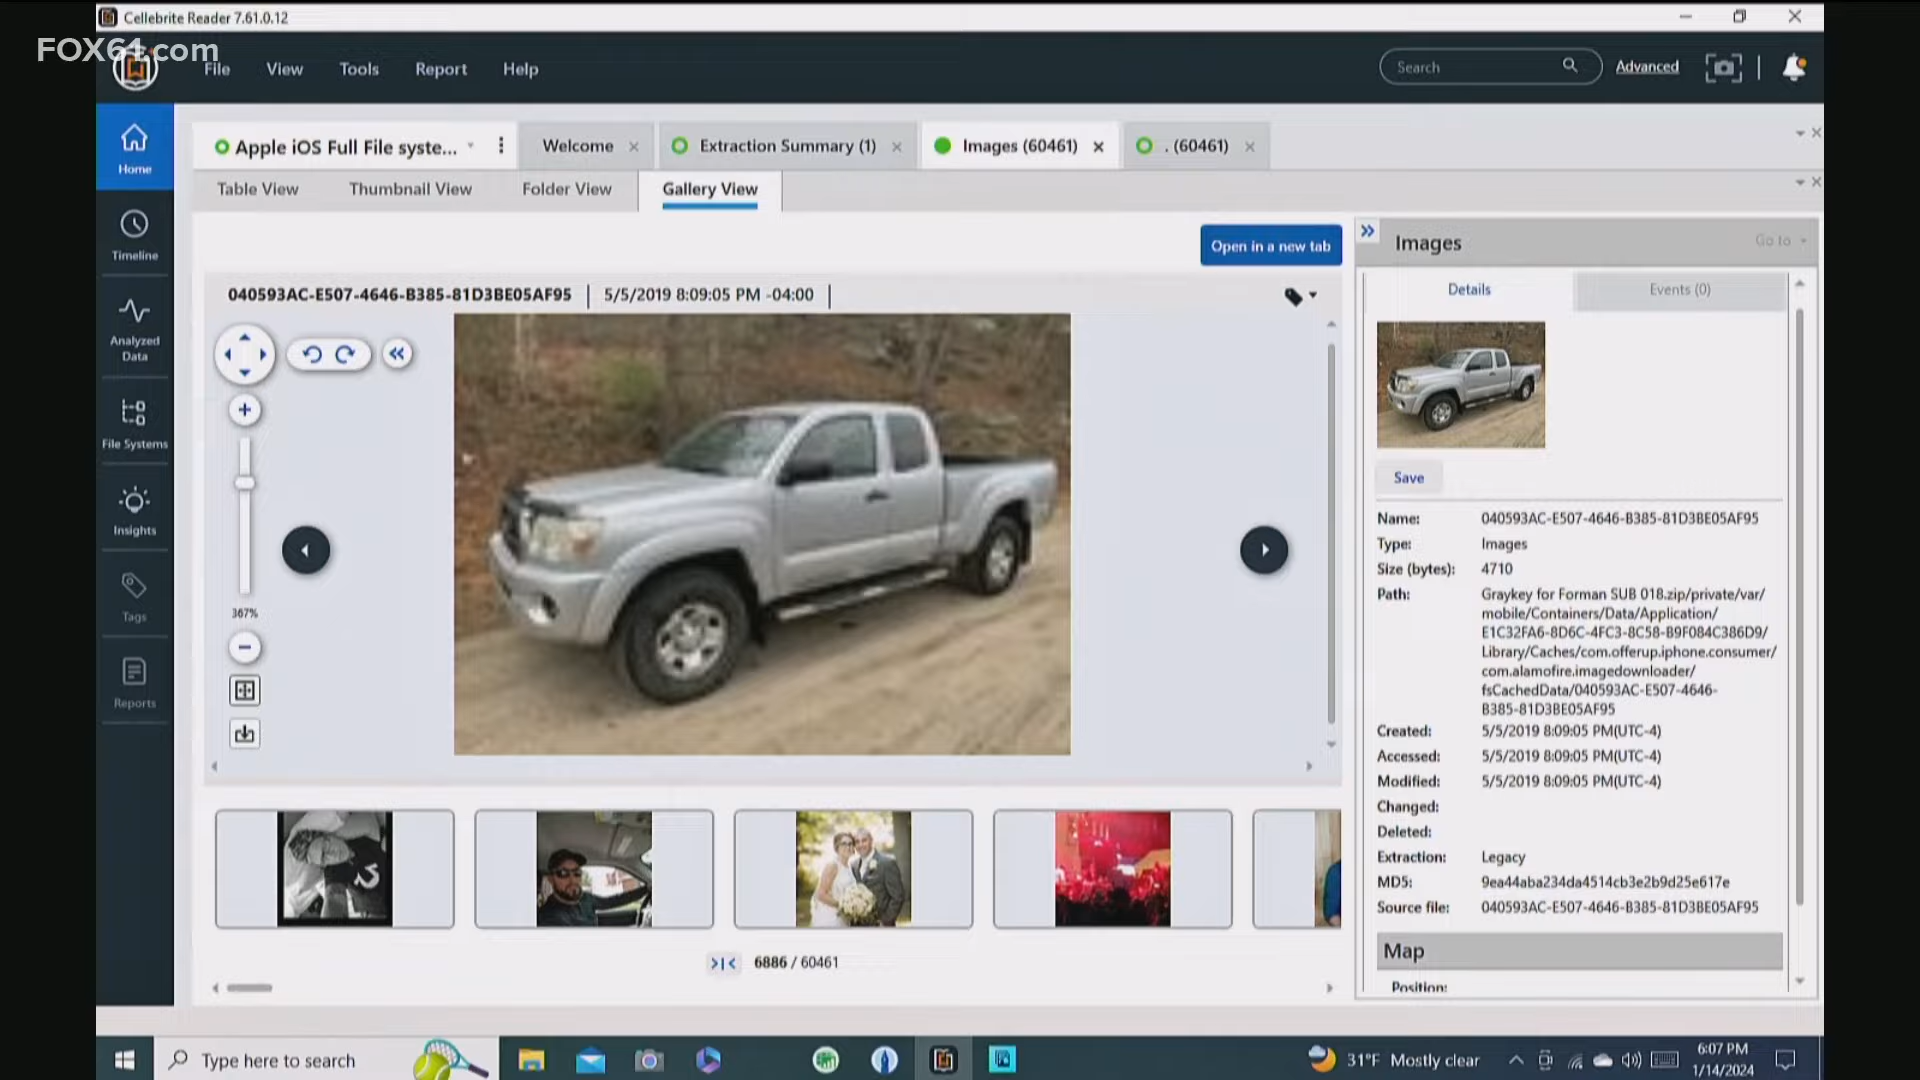 Cellebrite Reader 7.61.0.12
FOX61.com
File View Tools Report Help
Search
Advanced
Home
Timeline
Analyzed
Data
File Systems
Insights
Tags
Reports
Apple iOS Full File syste...
Welcome
Extraction Summary (1)
Images (60461)
. (60461)
Table View
Thumbnail View
Folder View
Gallery View
Open in a new tab
040593AC-E507-4646-B385-81D3BE05AF95
5/5/2019 8:09:05 PM -04:00
367%
6886 / 60461
Images
Go to
Details
Events (0)
Save
Name: 040593AC-E507-4646-B385-81D3BE05AF95
Type: Images
Size (bytes): 4710
Path: Graykey for Forman SUB 018.zip/private/var/
mobile/Containers/Data/Application/
E1C32FA6-8D6C-4FC3-8C58-B9F084C386D9/
Library/Caches/com.offerup.iphone.consumer/
com.alamofire.imagedownloader/
fsCachedData/040593AC-E507-4646-
B385-81D3BE05AF95
Created: 5/5/2019 8:09:05 PM(UTC-4)
Accessed: 5/5/2019 8:09:05 PM(UTC-4)
Modified: 5/5/2019 8:09:05 PM(UTC-4)
Changed:
Deleted:
Extraction: Legacy
MD5: 9ea44aba234da4514cb3e2b9d25e617e
Source file: 040593AC-E507-4646-B385-81D3BE05AF95
Map
Position:
Type here to search
31°F Mostly clear
6:07 PM
1/14/2024